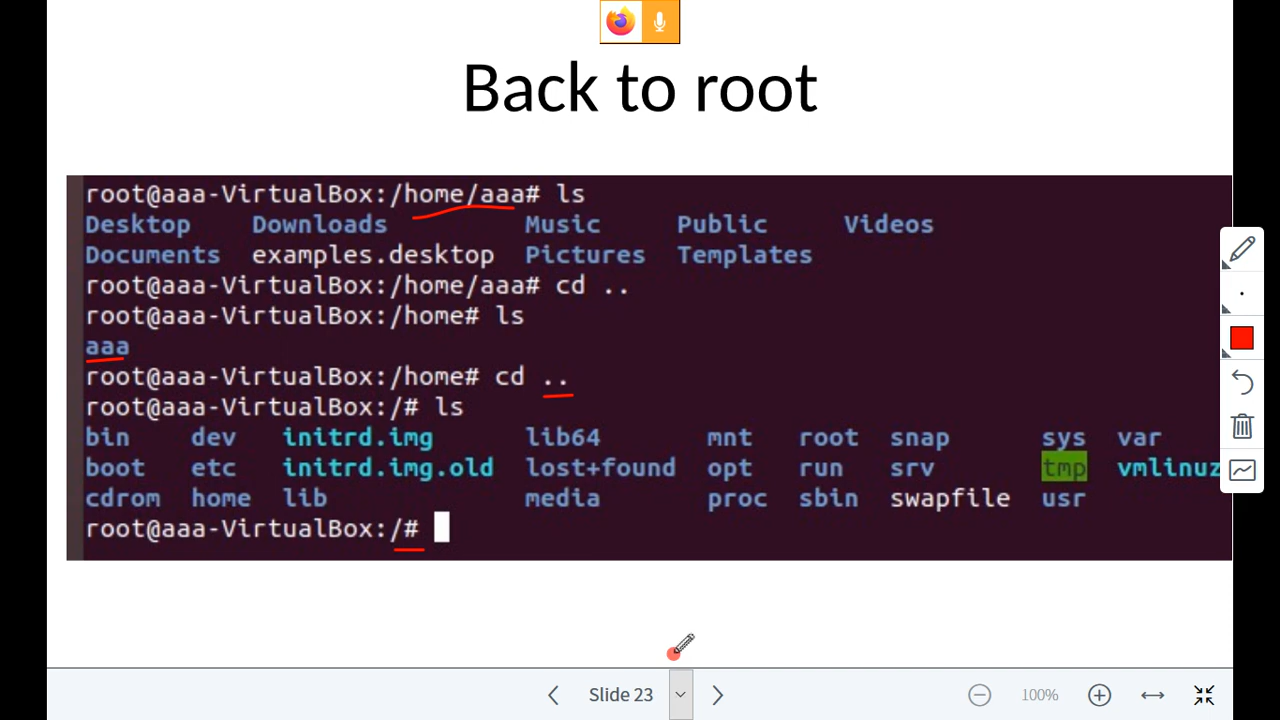 Back to root
root@aaa-VirtualBox:/home/aaa# ls
Desktop Downloads Music Public Videos
Documents examples.desktop Pictures Templates
root@aaa-VirtualBox:/home/aaa# cd ..
root@aaa-VirtualBox:/home# ls
aaa
root@aaa-VirtualBox:/home# cd ..
root@aaa-VirtualBox:/# ls
bin dev initrd.img lib64 mnt root snap sys var
boot etc initrd.img.old lost+found opt run srv tmp vmlinuz
cdrom home lib media proc sbin swapfile usr
root@aaa-VirtualBox:/#
Slide 23 100%